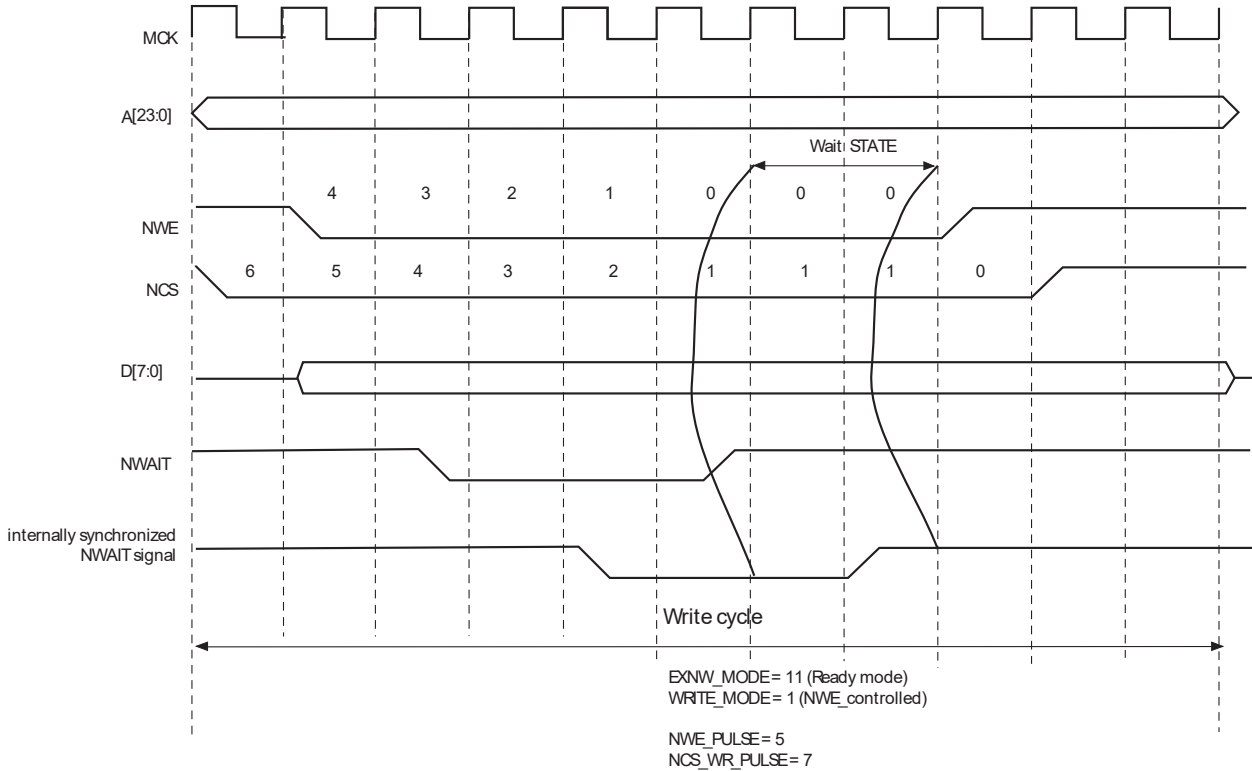 MCK
A[23:0]
Wait STATE
4 3 2 1 0 0 0
NWE
6 5 4 3 2 1 1 1 0
NCS
D[7:0]
NWAIT
internally synchronized
NWAIT signal
Write cycle
EXNW_MODE = 11 (Ready mode)
WRITE_MODE = 1 (NWE_controlled)
NWE_PULSE = 5
NCS_WR_PULSE = 7